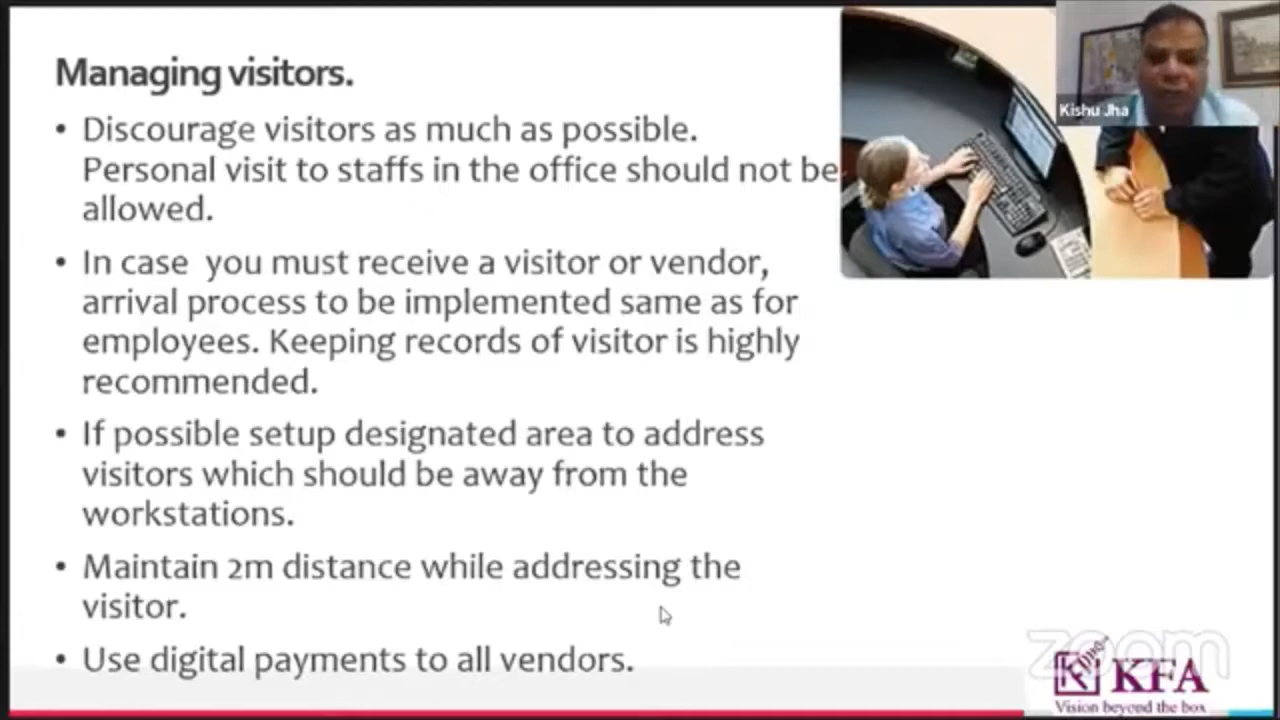 Managing visitors.
• Discourage visitors as much as possible.
Personal visit to staffs in the office should not be
allowed.
• In case  you must receive a visitor or vendor,
arrival process to be implemented same as for
employees. Keeping records of visitor is highly
recommended.
• If possible setup designated area to address
visitors which should be away from the
workstations.
• Maintain 2m distance while addressing the
visitor.
• Use digital payments to all vendors.
Kishu Jha
zoom
KFA
Vision beyond the box